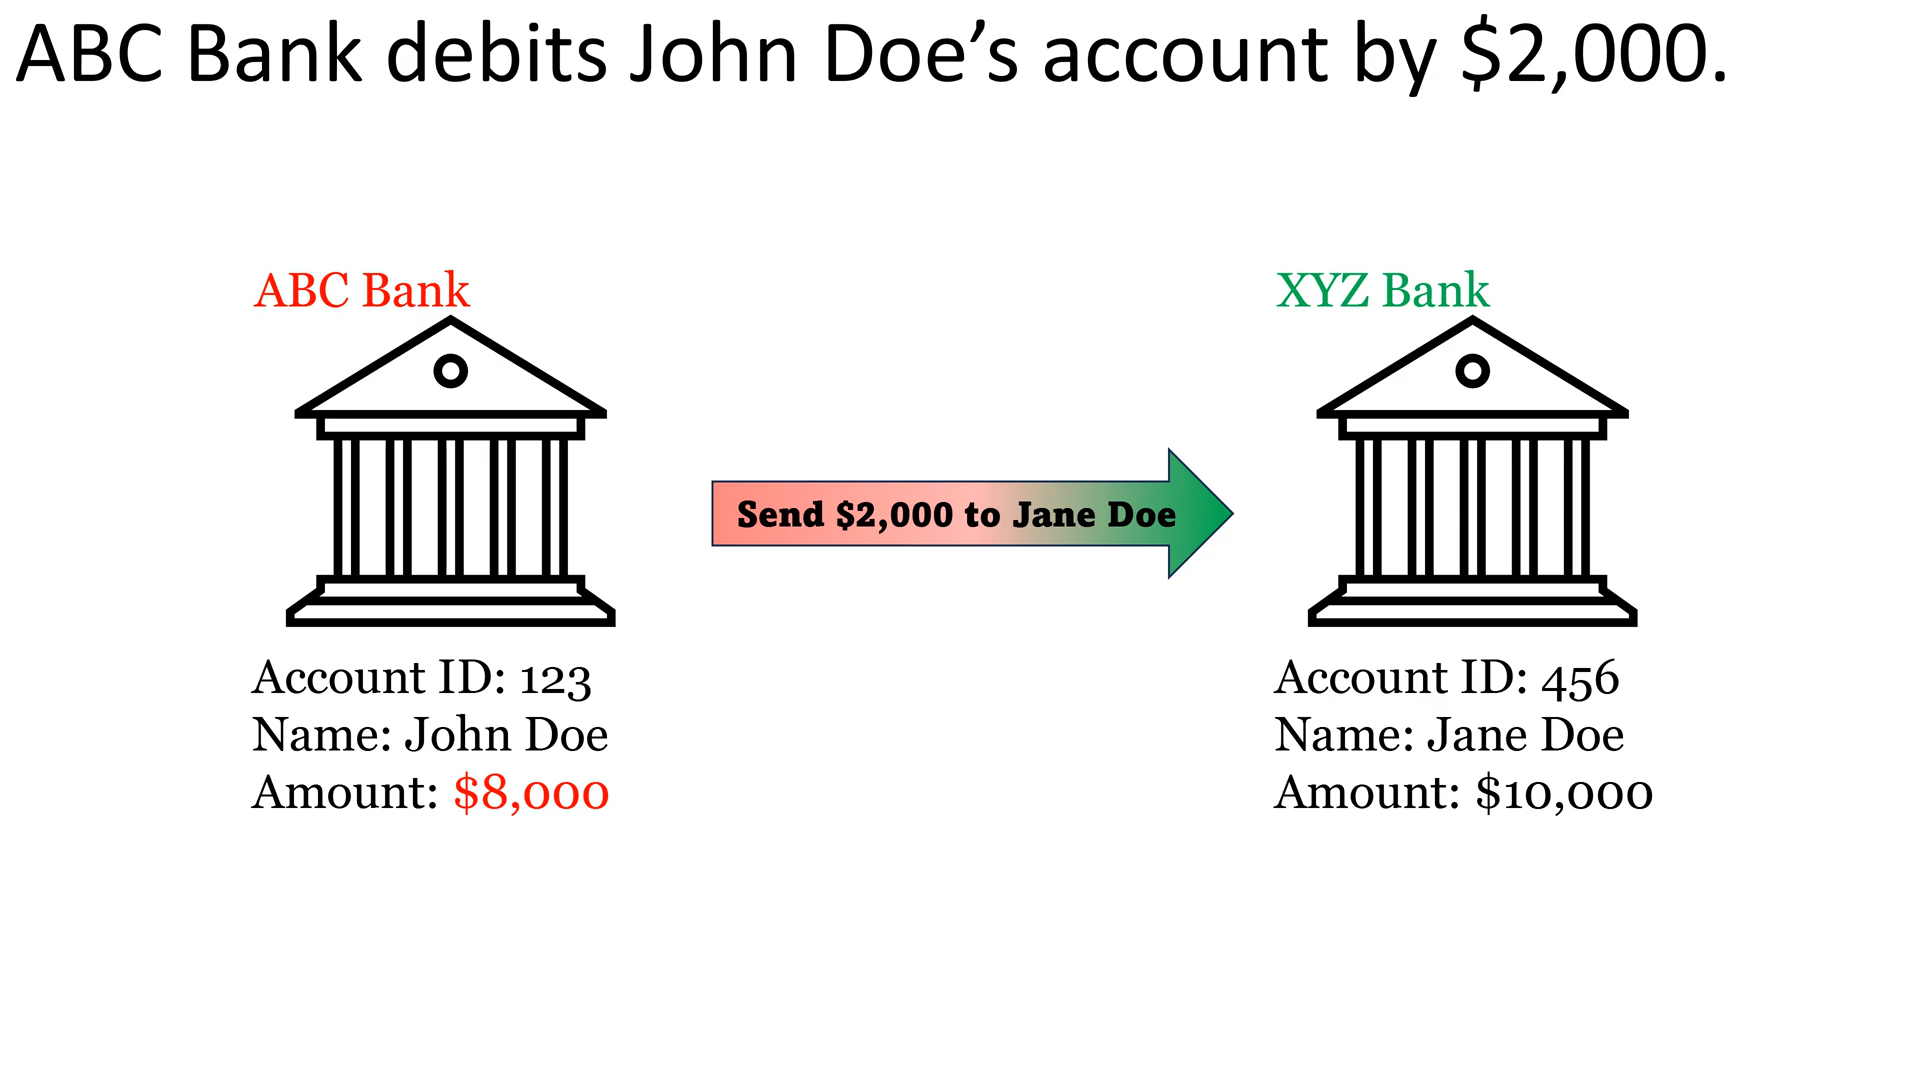 ABC Bank debits John Doe’s account by $2,000.
ABC Bank
XYZ Bank
Send $2,000 to Jane Doe
Account ID: 123
Name: John Doe
Amount: $8,000
Account ID: 456
Name: Jane Doe
Amount: $10,000